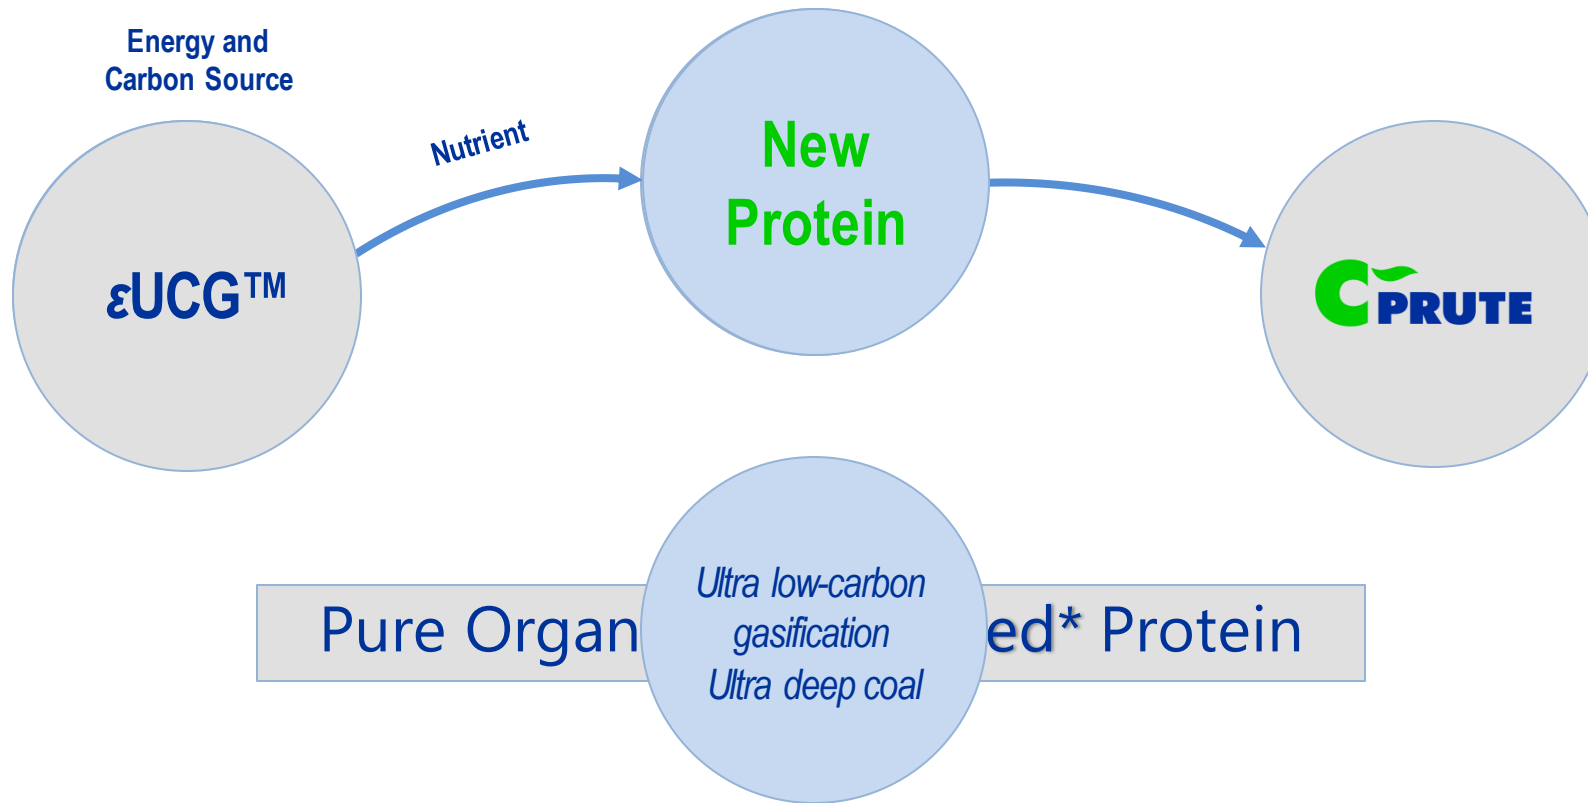 Energy and
Carbon Source
Nutrient
New
Protein
εUCG™
C PRUTE
Ultra low-carbon
gasification
Ultra deep coal
Pure Organ ed* Protein